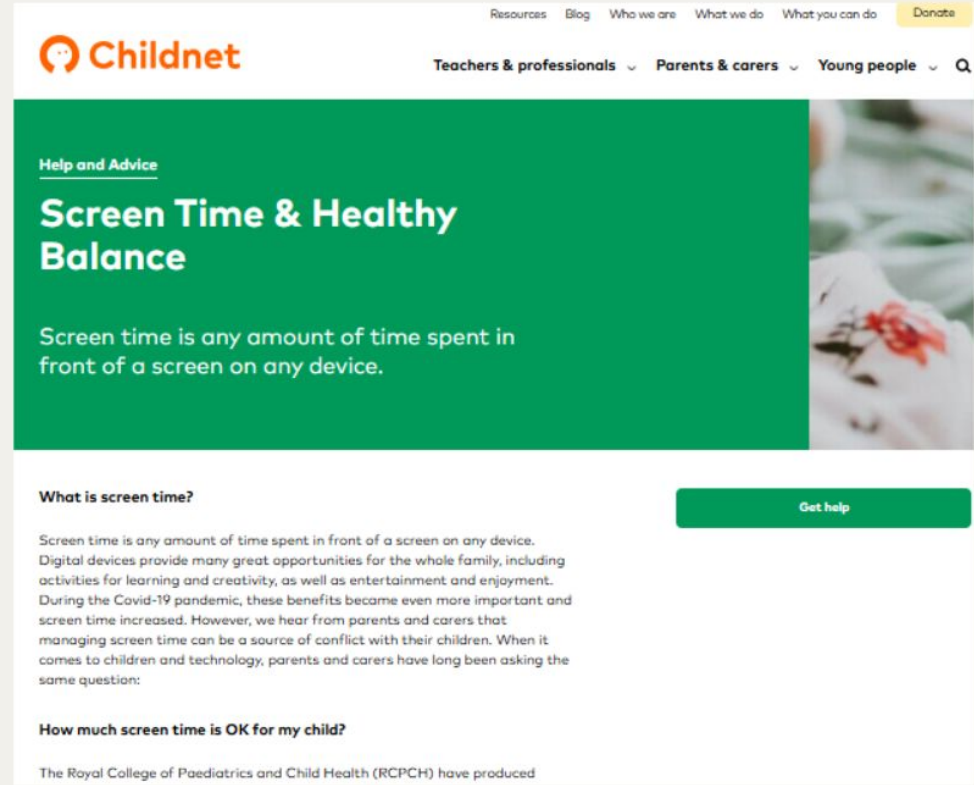 Resources Blog Who we are What we do What you can do Donate
Childnet
Teachers & professionals Parents & carers Young people
Help and Advice
Screen Time & Healthy
Balance
Screen time is any amount of time spent in
front of a screen on any device.
What is screen time?
Get help
Screen time is any amount of time spent in front of a screen on any device.
Digital devices provide many great opportunities for the whole family, including
activities for learning and creativity, as well as entertainment and enjoyment.
During the Covid-19 pandemic, these benefits became even more important and
screen time increased. However, we hear from parents and carers that
managing screen time can be a source of conflict with their children. When it
comes to children and technology, parents and carers have long been asking the
same question:
How much screen time is OK for my child?
The Royal College of Paediatrics and Child Health (RCPCH) have produced